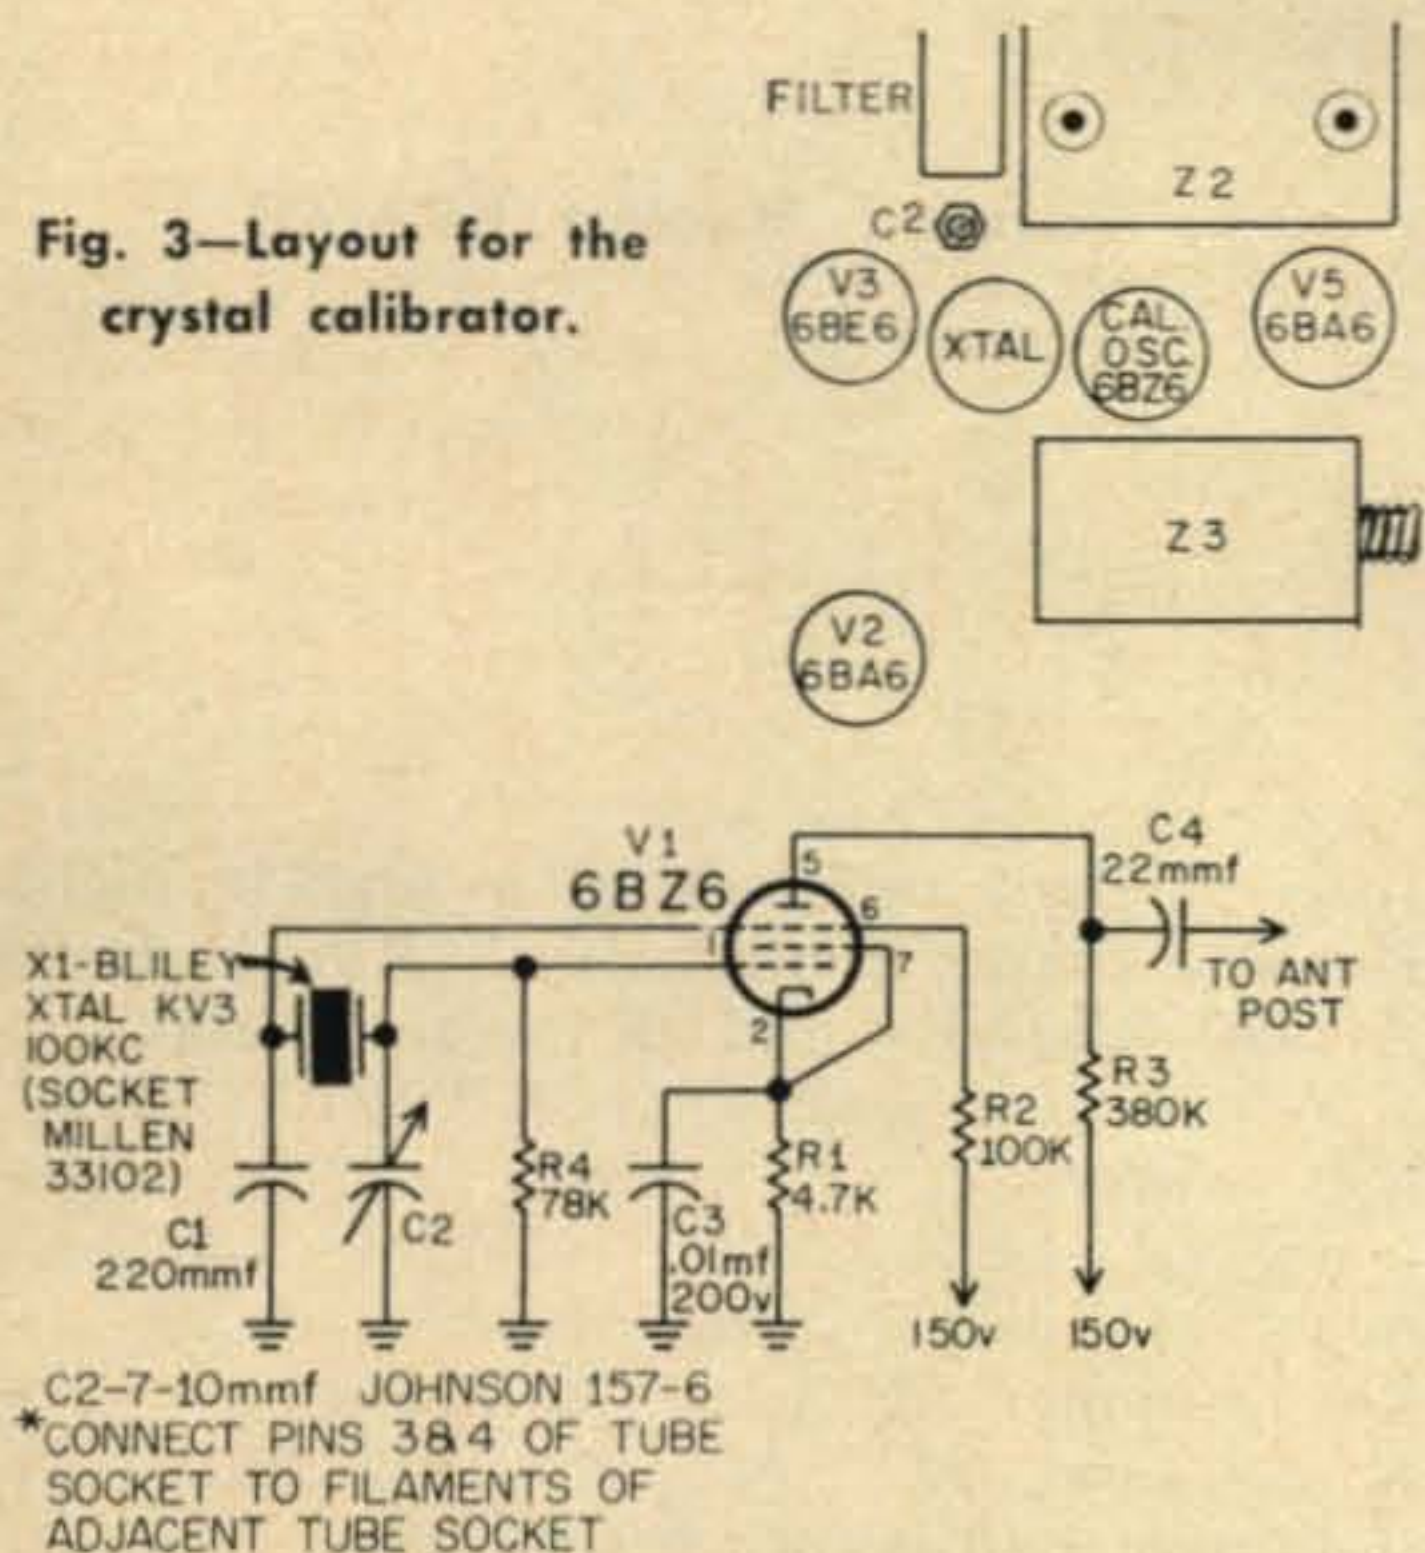 Fig. 3—Layout for the
crystal calibrator.
FILTER
Z2
C2
V3
6BE6
XTAL
CAL.
OSC.
6BZ6
V5
6BA6
Z3
V2
6BA6
V1
6BZ6
5
6
1
7
2
C4
22mmf
TO ANT
POST
X1-BLILEY
XTAL KV3
100KC
(SOCKET
MILLEN
33102)
C1
220mmf
C2
R4
78K
C3
.01mf
200v
R1
4.7K
R2
100K
R3
380K
150v
150v
C2-7-10mmf JOHNSON 157-6
*CONNECT PINS 3&4 OF TUBE
SOCKET TO FILAMENTS OF
ADJACENT TUBE SOCKET